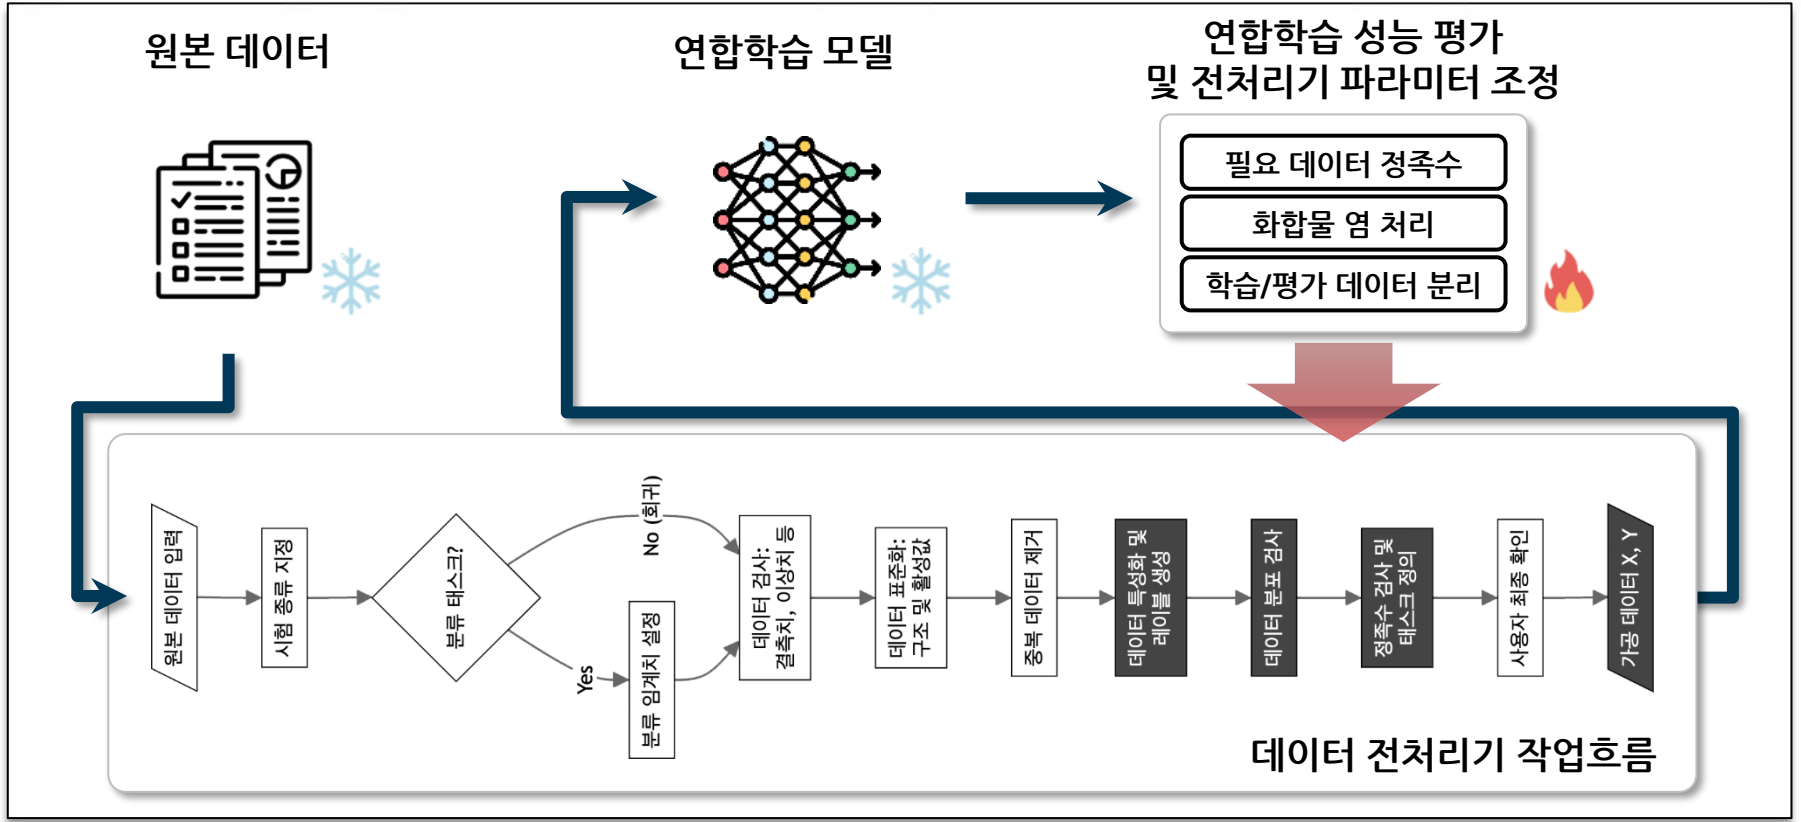 원본 데이터
연합학습 모델
연합학습 성능 평가
및 전처리기 파라미터 조정
필요 데이터 정족수
화합물 염 처리
학습/평가 데이터 분리
원본 데이터 입력
시험 종류 지정
분류 태스크?
No (회귀)
Yes
분류 임계치 설정
데이터 검사:
결측치, 이상치 등
데이터 표준화:
구조 및 활성값
중복 데이터 제거
데이터 특성화 및
레이블 생성
데이터 분포 검사
정족수 검사 및
태스크 정의
사용자 최종 확인
가공 데이터 X, Y
데이터 전처리기 작업흐름